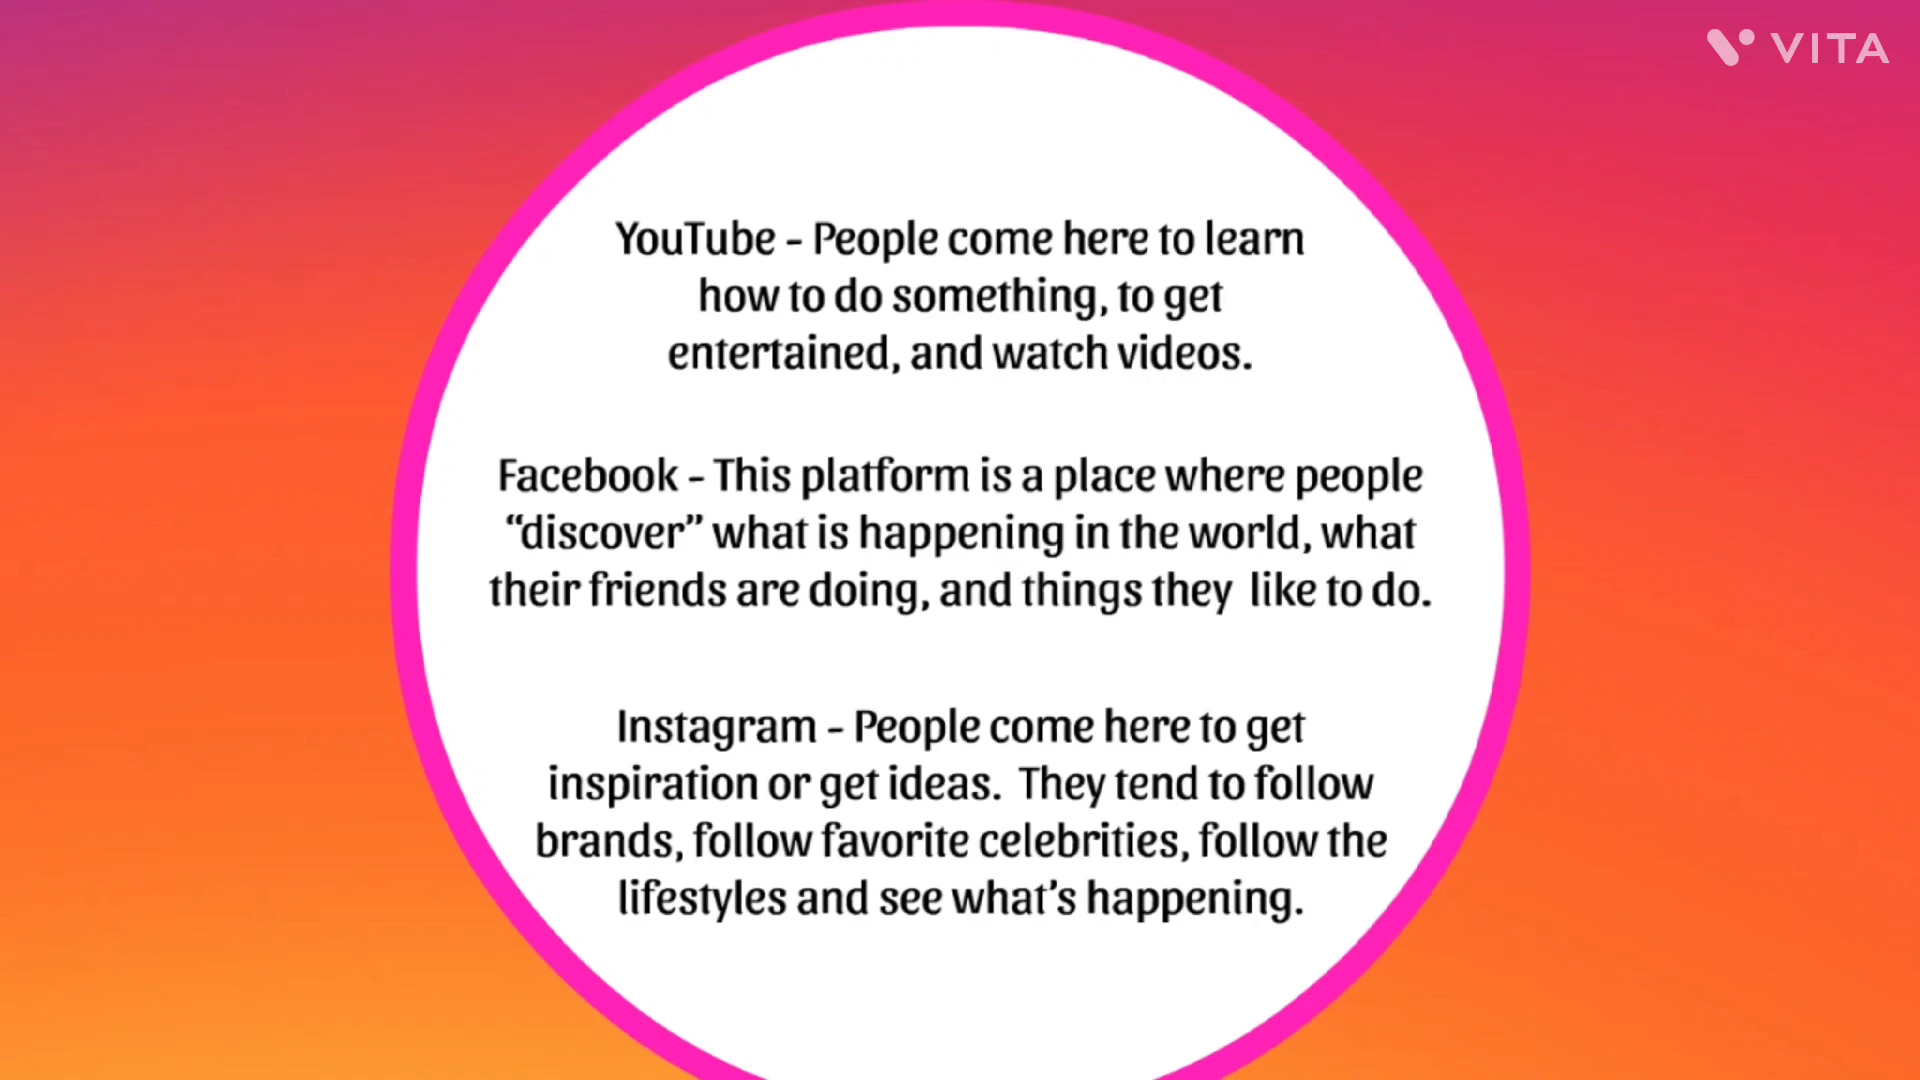 VITA
YouTube - People come here to learn
how to do something, to get
entertained, and watch videos.
Facebook - This platform is a place where people
“discover” what is happening in the world, what
their friends are doing, and things they  like to do.
Instagram - People come here to get
inspiration or get ideas.  They tend to follow
brands, follow favorite celebrities, follow the
lifestyles and see what’s happening.